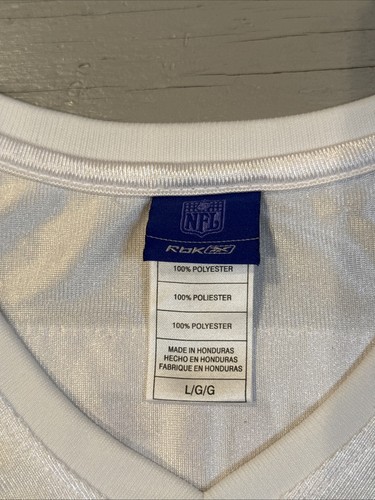 NFL
RBK
100% POLYESTER
100% POLIESTER
100% POLYESTER
MADE IN HONDURAS
HECHO EN HONDURAS
FABRIQUE EN HONDURAS
L/G/G